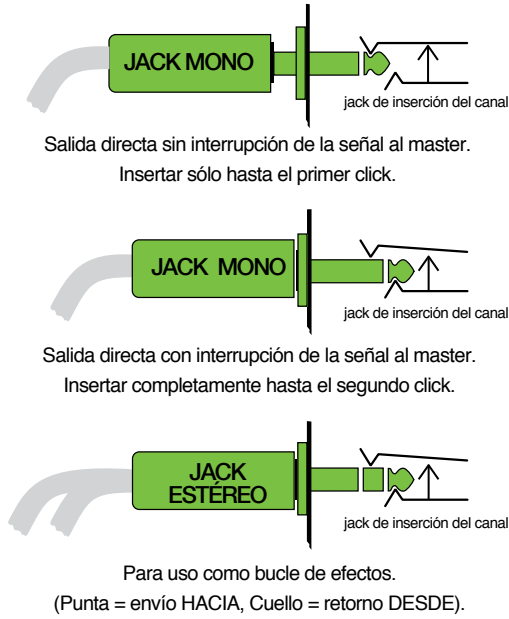 JACK MONO
jack de inserción del canal
Salida directa sin interrupción de la señal al master.
Insertar sólo hasta el primer click.
JACK MONO
jack de inserción del canal
Salida directa con interrupción de la señal al master.
Insertar completamente hasta el segundo click.
JACK
ESTÉREO
jack de inserción del canal
Para uso como bucle de efectos.
(Punta = envío HACIA, Cuello = retorno DESDE).